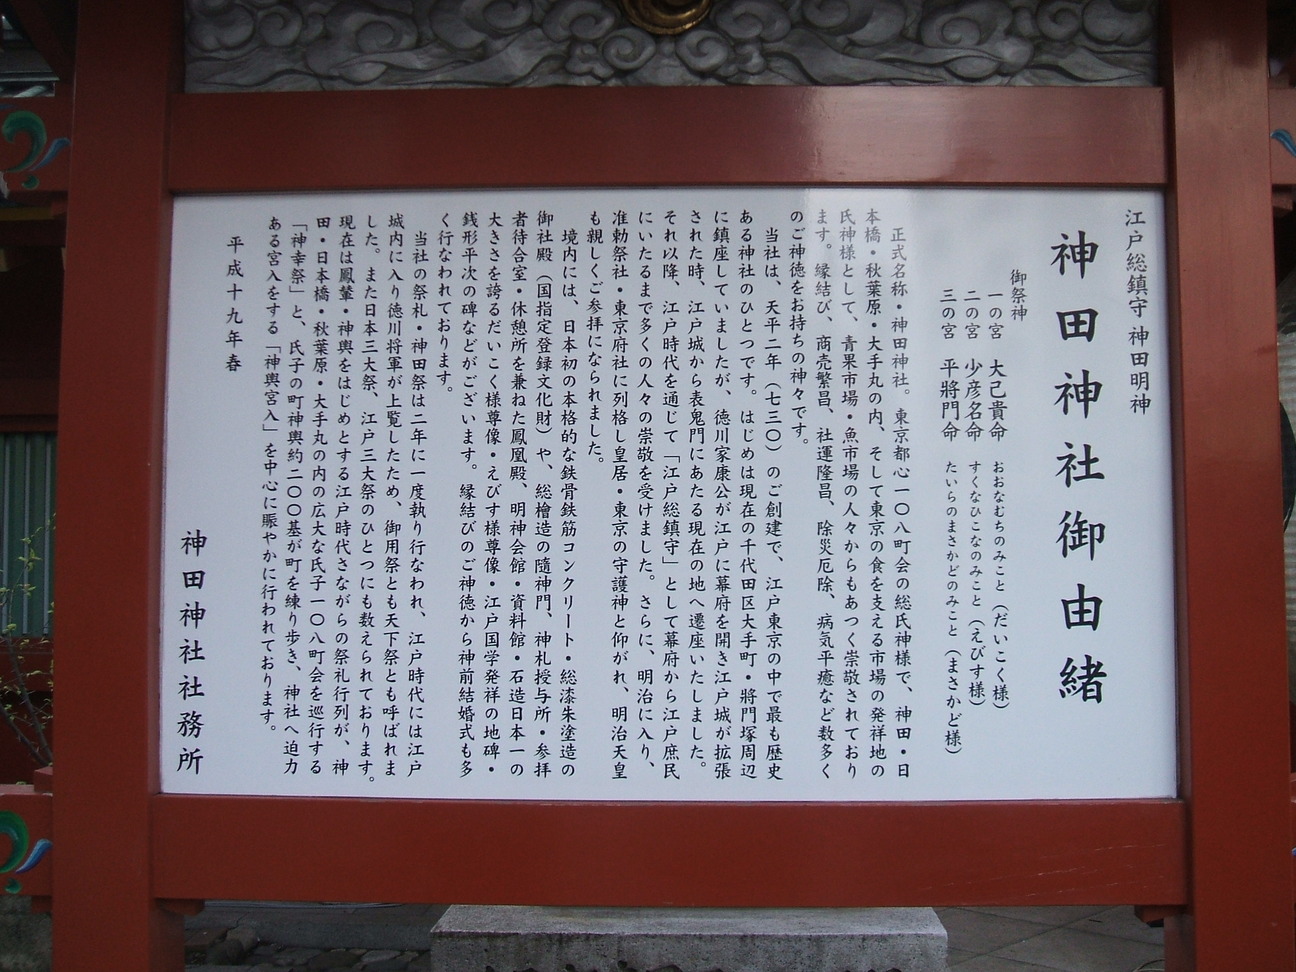 江戸総鎮守 神田明神
神田神社御由緒
御祭神
一の宮 大己貴命 おおなむちのみこと（だいこく様）
二の宮 少彦名命 すくなひこなのみこと（えびす様）
三の宮 平將門命 たいらのまさかどのみこと（まさかど様）
正式名称・神田神社。東京都心一〇八町会の総氏神様で、神田・日
本橋・秋葉原・大手丸の内、そして東京の食を支える市場の発祥地の
氏神様として、青果市場・魚市場の人々からもあつく崇敬されており
ます。縁結び、商売繁昌、社運隆昌、除災厄除、病気平癒など数多く
のご神徳をお持ちの神々です。
当社は、天平二年（七三〇）のご創建で、江戸東京の中で最も歴史
ある神社のひとつです。はじめは現在の千代田区大手町・將門塚周辺
に鎮座していましたが、徳川家康公が江戸に幕府を開き江戸城が拡張
された時、江戸城から表鬼門にあたる現在の地へ遷座いたしました。
それ以降、江戸時代を通じて「江戸総鎮守」として幕府から江戸庶民
にいたるまで多くの人々の崇敬を受けました。さらに、明治に入り、
准勅祭社・東京府社に列格し皇居・東京の守護神と仰がれ、明治天皇
も親しくご参拝になられました。
境内には、日本初の本格的な鉄骨鉄筋コンクリート・総漆朱塗造の
御社殿（国指定登録文化財）や、総檜造の隨神門、神札授与所・参拝
者待合室・休憩所を兼ねた鳳凰殿、明神会館・資料館・石造日本一の
大きさを誇るだいこく様尊像・えびす様尊像・江戸国学発祥の地碑・
銭形平次の碑などがございます。縁結びのご神徳から神前結婚式も多
く行なわれております。
当社の祭札・神田祭は二年に一度執り行なわれ、江戸時代には江戸
城内に入り徳川将軍が上覧したため、御用祭とも天下祭とも呼ばれま
した。また日本三大祭、江戸三大祭のひとつにも数えられております。
現在は鳳輦・神輿をはじめとする江戸時代さながらの祭礼行列が、神
田・日本橋・秋葉原・大手丸の内の広大な氏子一〇八町会を巡行する
「神幸祭」と、氏子の町神輿約二〇〇基が町を練り歩き、神社へ迫力
ある宮入をする「神輿宮入」を中心に賑やかに行われております。
平成十九年春
神田神社社務所